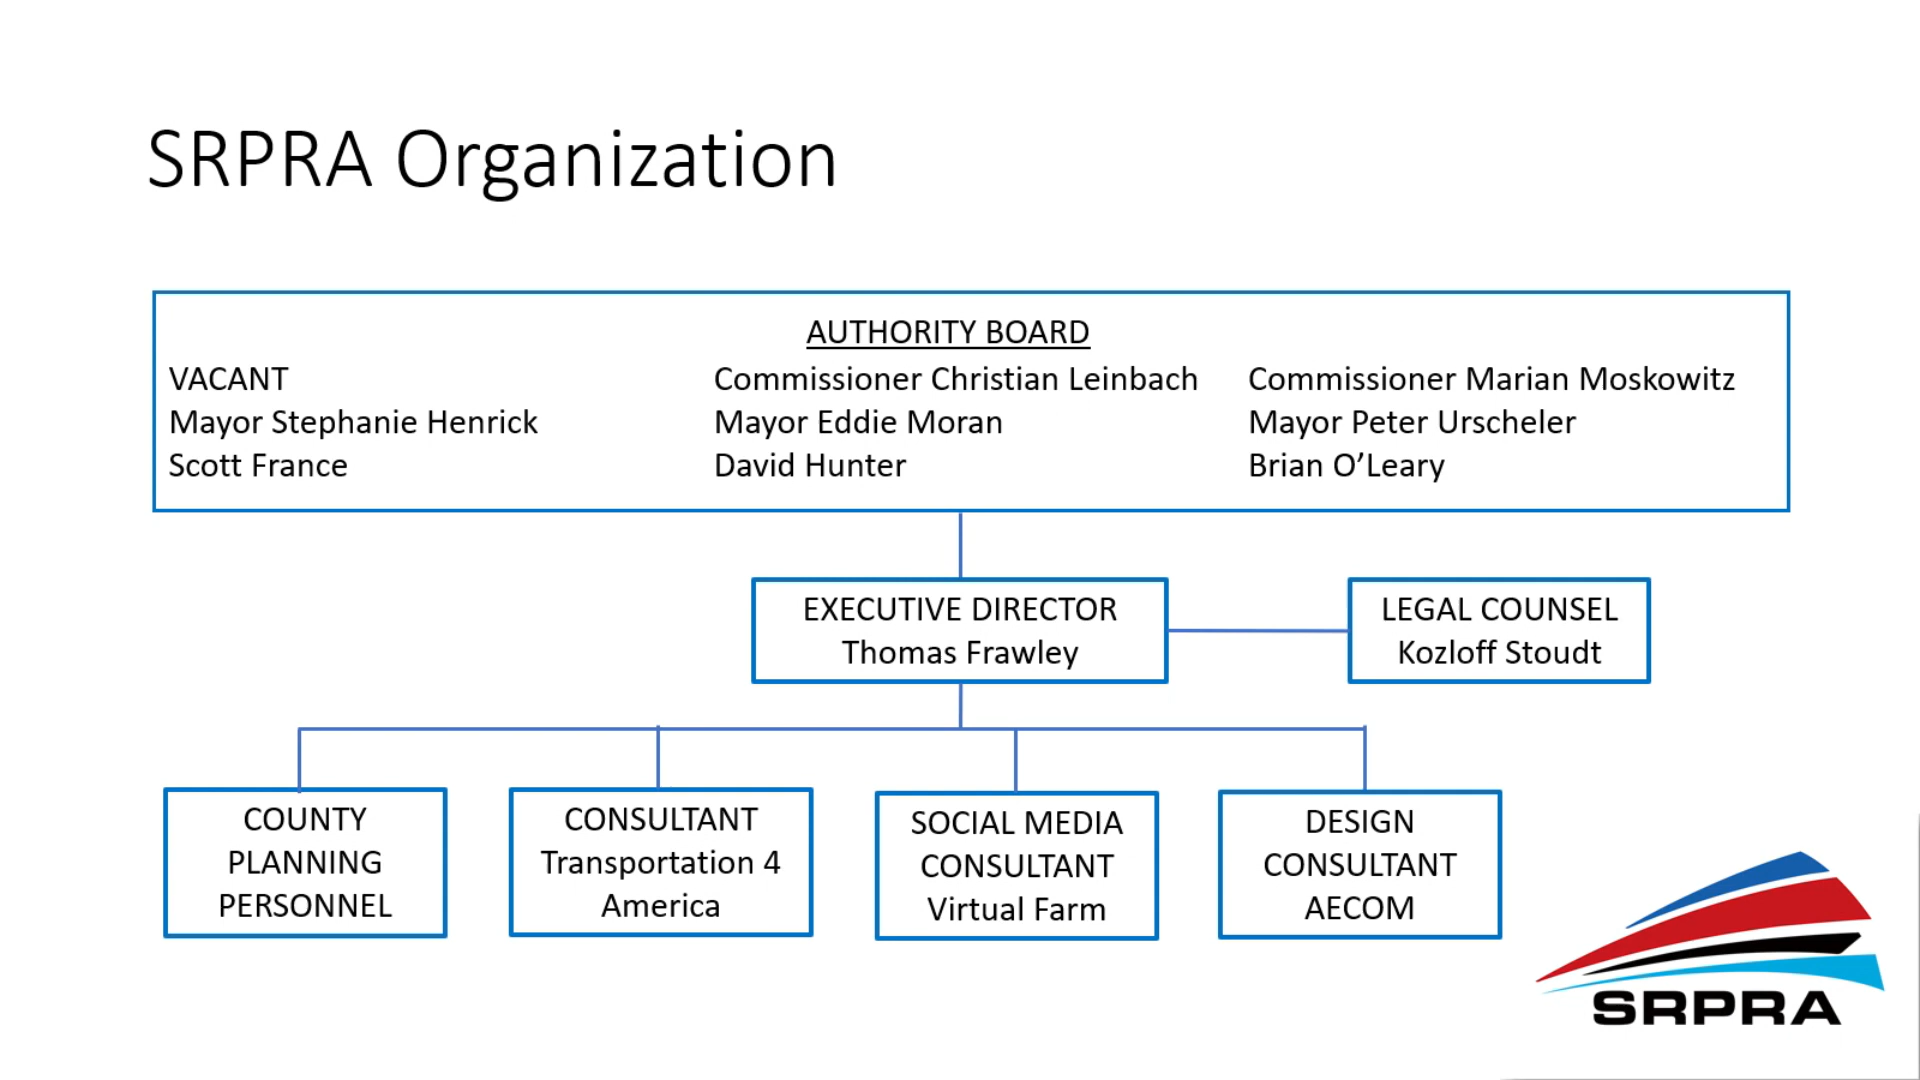 SRPRA Organization
AUTHORITY BOARD
VACANT
Mayor Stephanie Henrick
Scott France
Commissioner Christian Leinbach
Mayor Eddie Moran
David Hunter
Commissioner Marian Moskowitz
Mayor Peter Urscheler
Brian O’Leary
EXECUTIVE DIRECTOR
Thomas Frawley
LEGAL COUNSEL
Kozloff Stoudt
COUNTY
PLANNING
PERSONNEL
CONSULTANT
Transportation 4
America
SOCIAL MEDIA
CONSULTANT
Virtual Farm
DESIGN
CONSULTANT
AECOM
SRPRA